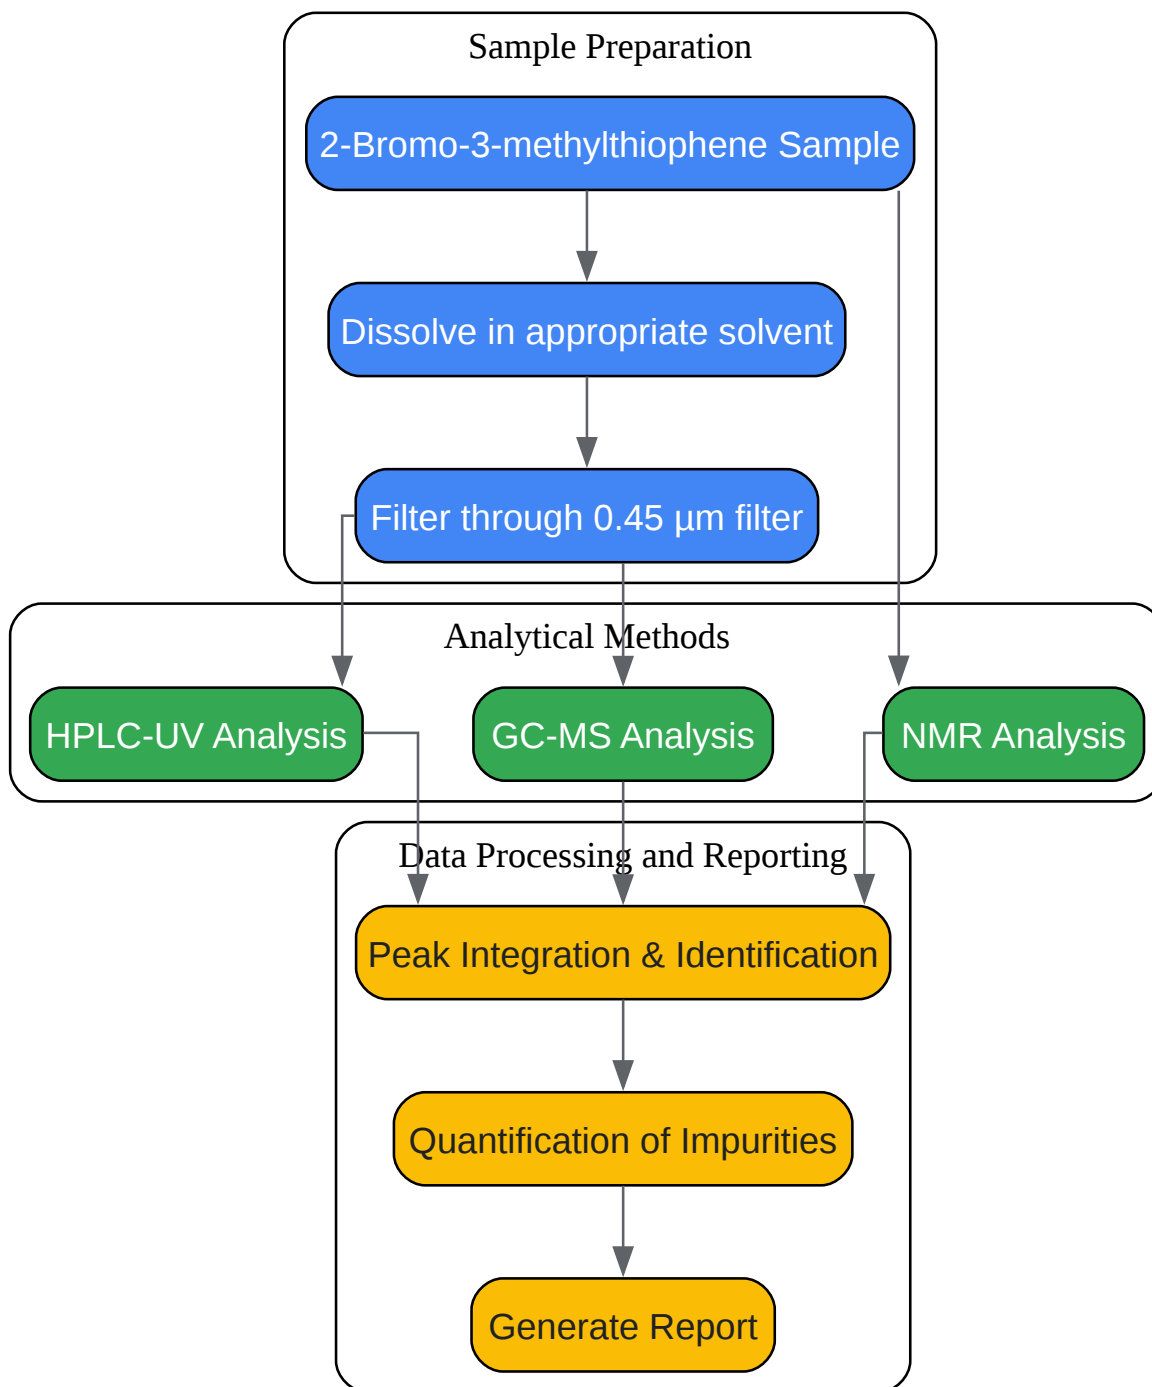 Sample Preparation
2-Bromo-3-methylthiophene Sample
Dissolve in appropriate solvent
Filter through 0.45 µm filter
Analytical Methods
HPLC-UV Analysis
GC-MS Analysis
NMR Analysis
Data Processing and Reporting
Peak Integration & Identification
Quantification of Impurities
Generate Report